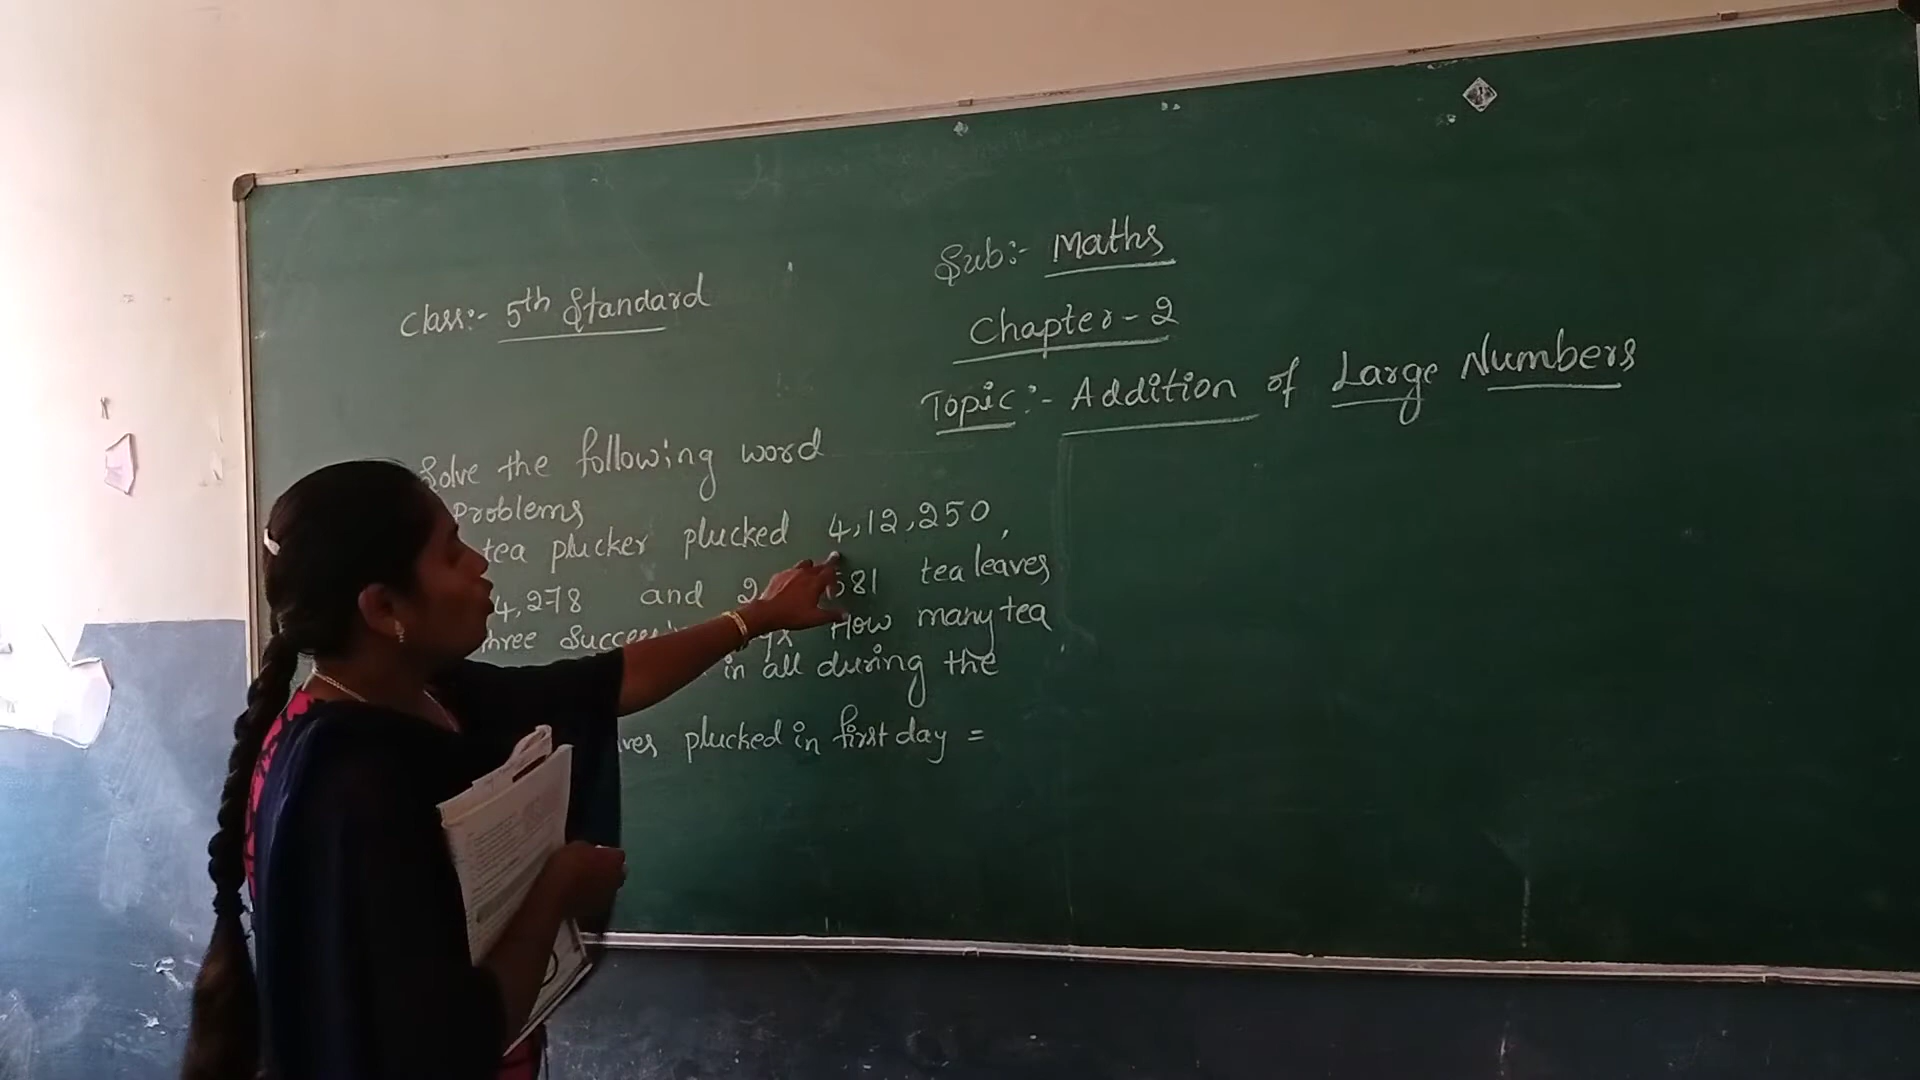 Sub:- Maths
Class:- 5th Standard
Chapter-2
Topic:- Addition of Large Numbers
Solve the following word
Problems
tea plucker plucked 4,12,250,
4,278 and 581 tea leaves
How many tea
in all during the
plucked in first day =